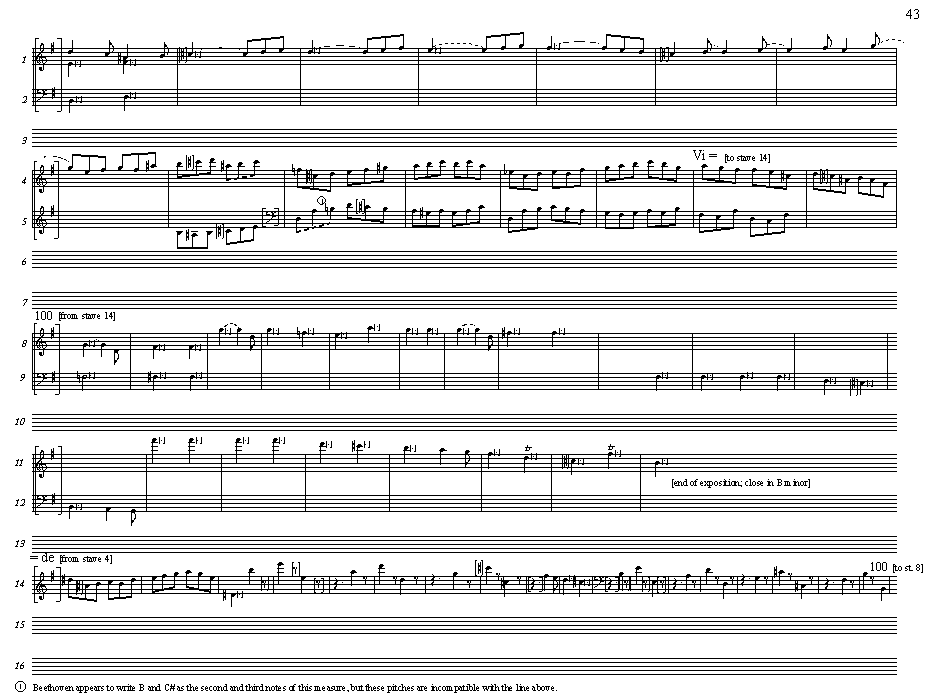 43
1
2
3
Vi = [to stave 14]
4
5
6
7
100 [from stave 14]
8
9
10
11
[end of exposition; close in B minor]
12
13
= de [from stave 4]
100 [to st. 8]
14
15
16
① Beethoven appears to write B and C# as the second and third notes of this measure, but these pitches are incompatible with the line above.